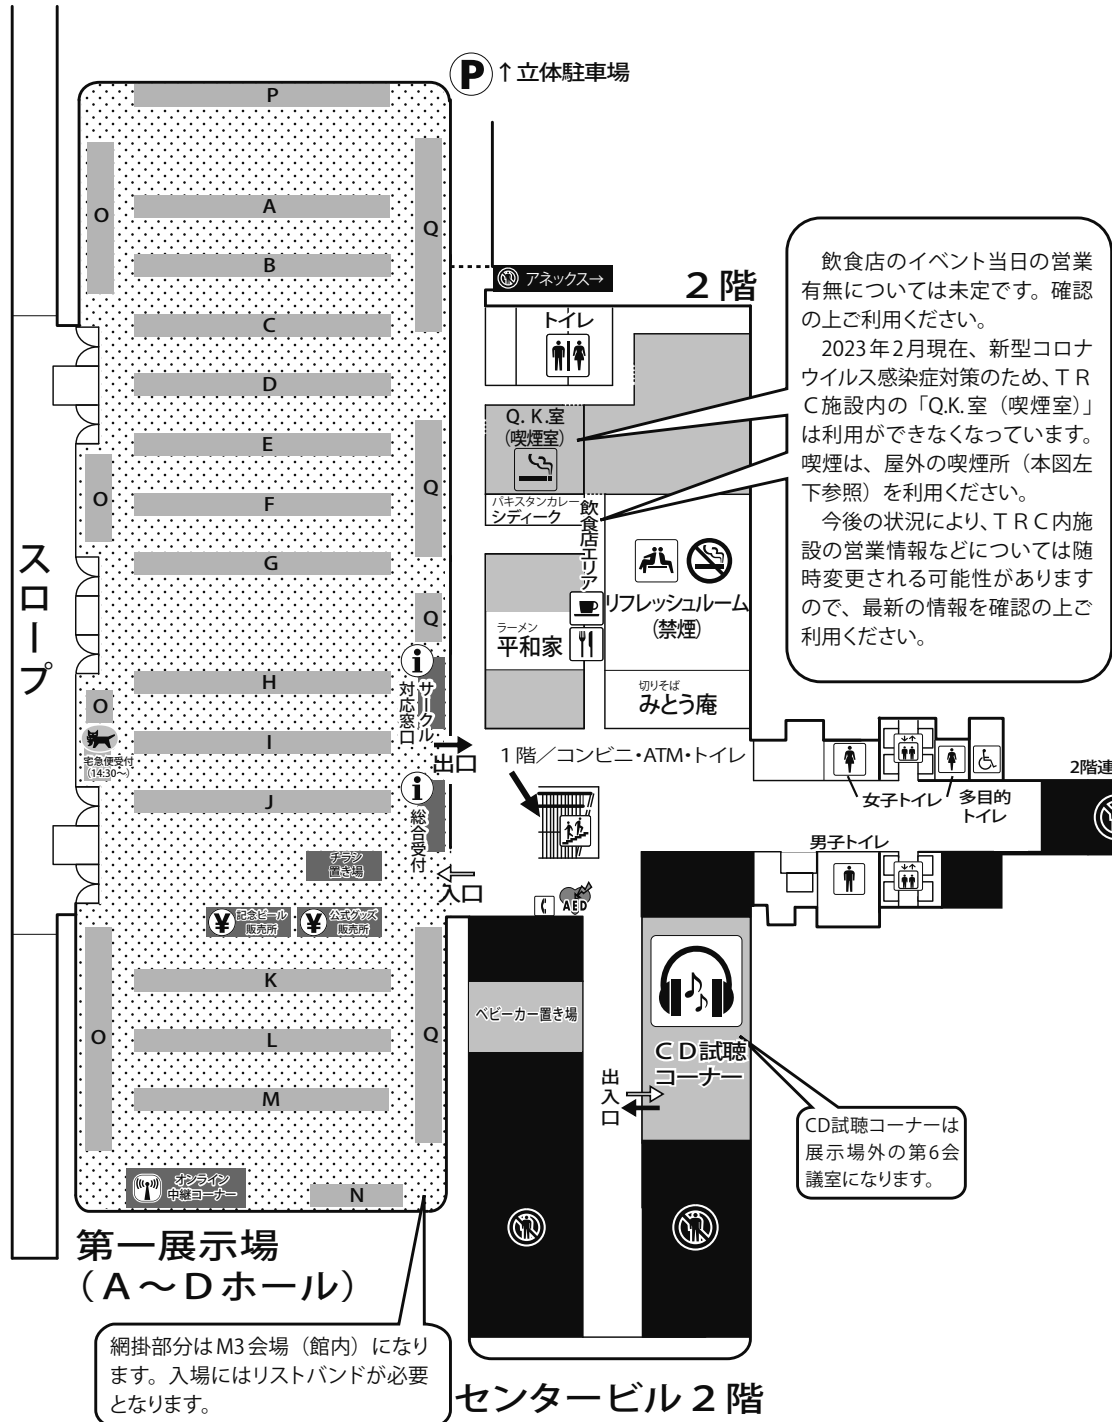 P ↑立体駐車場
P
A
O
Q
B
アネックス→
2階
C
トイレ
D
Q. K.室
(喫煙室)
E
O
Q
F
パキスタンカレー
シディーク
飲食店エリア
G
リフレッシュルーム
(禁煙)
Q
ラーメン
平和家
スロープ
H
切りそば
みとう庵
O
サークル
対応窓口
I
宅急便受付
(14:30〜)
出口
1階／コンビニ・ATM・トイレ
J
総合受付
チラシ
置き場
入口
女子トイレ
多目的
トイレ
2階連
男子トイレ
AED
¥ 記念ビール
販売所
¥ 公式グッズ
販売所
K
ベビーカー置き場
O
L
Q
CD試聴
コーナー
M
出入口
オンライン
中継コーナー
N
第一展示場
（A〜Dホール）
センタービル2階
飲食店のイベント当日の営業
有無については未定です。確認
の上ご利用ください。
2023年2月現在、新型コロナ
ウイルス感染症対策のため、TR
C施設内の「Q.K.室（喫煙室）」
は利用ができなくなっています。
喫煙は、屋外の喫煙所（本図左
下参照）を利用ください。
今後の状況により、TRC内施
設の営業情報などについては随
時変更される可能性があります
ので、最新の情報を確認の上ご
利用ください。
CD試聴コーナーは
展示場外の第6会
議室になります。
網掛部分はM3会場（館内）になり
ます。入場にはリストバンドが必要
となります。